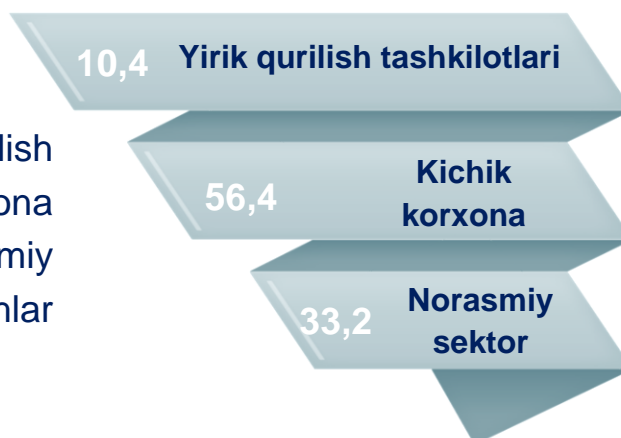 10,4 Yirik qurilish tashkilotlari
56,4 Kichik
korxona
33,2 Norasmiy
sektor